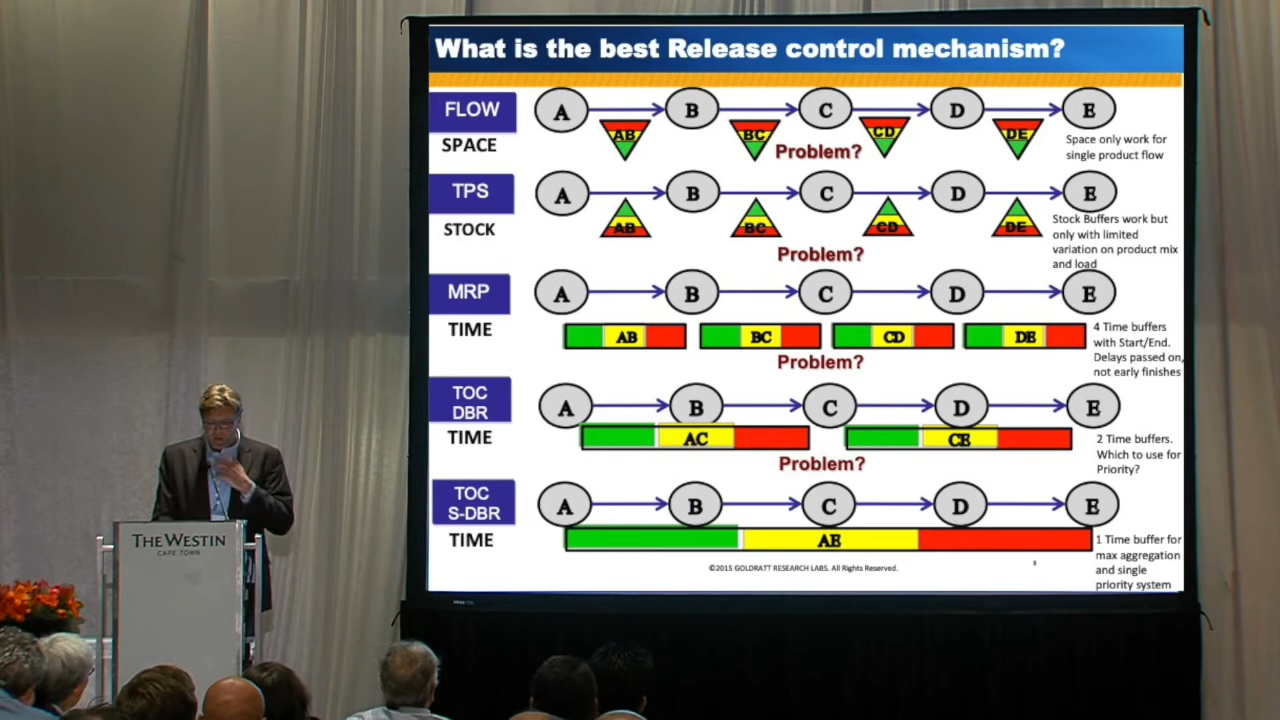 What is the best Release control mechanism?
FLOW
A B C D E
AB BC CD DE
SPACE
Problem?
Space only work for
single product flow
TPS
A B C D E
AB BC CD DE
STOCK
Problem?
Stock Buffers work but
only with limited
variation on product mix
and load
MRP
A B C D E
TIME
AB BC CD DE
Problem?
4 Time buffers
with Start/End.
Delays passed on,
not early finishes
TOC
DBR
A B C D E
TIME
AC CE
Problem?
2 Time buffers.
Which to use for
Priority?
TOC
S-DBR
A B C D E
TIME
AE
1 Time buffer for
max aggregation
and single
priority system
©2015 GOLDRATT RESEARCH LABS. All Rights Reserved.
8
THE WESTIN
CAPE TOWN